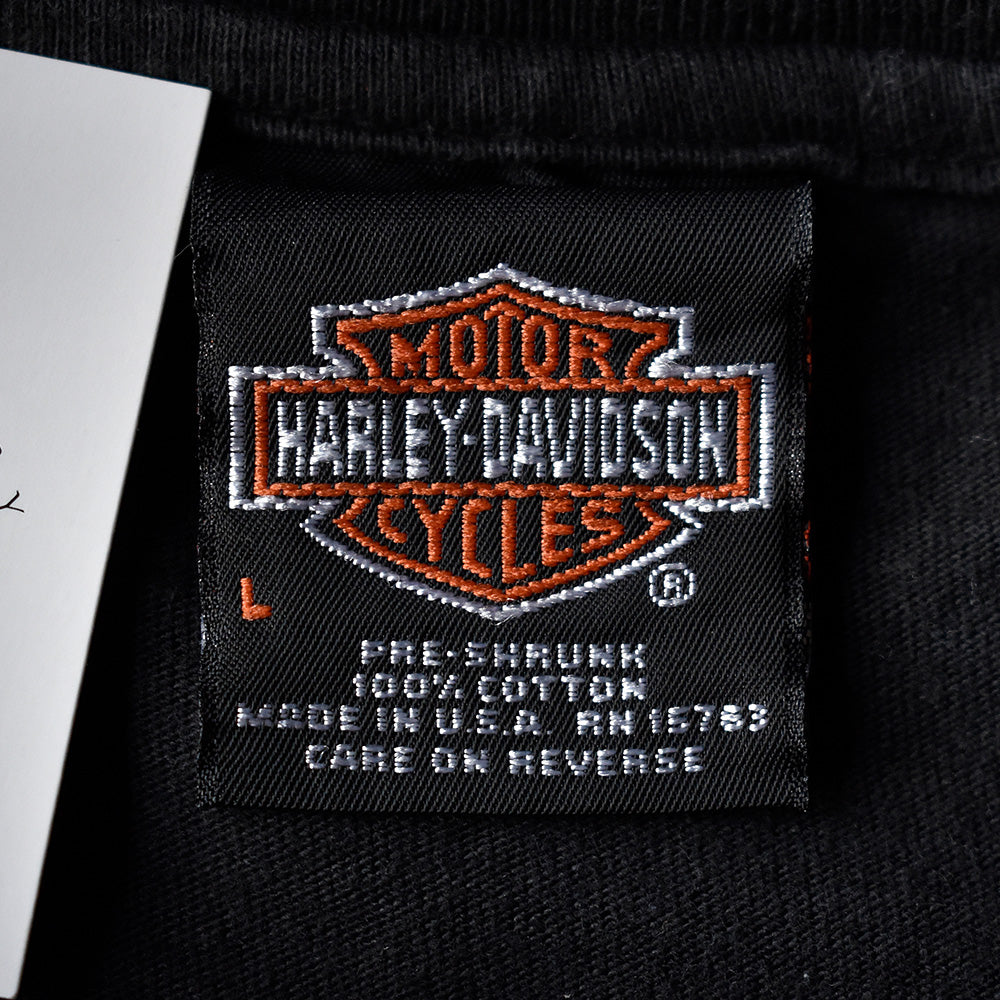 MOTOR
HARLEY-DAVIDSON
CYCLES
®
L
PRE-SHRUNK
100% COTTON
MADE IN U.S.A. RN 15763
CARE ON REVERSE